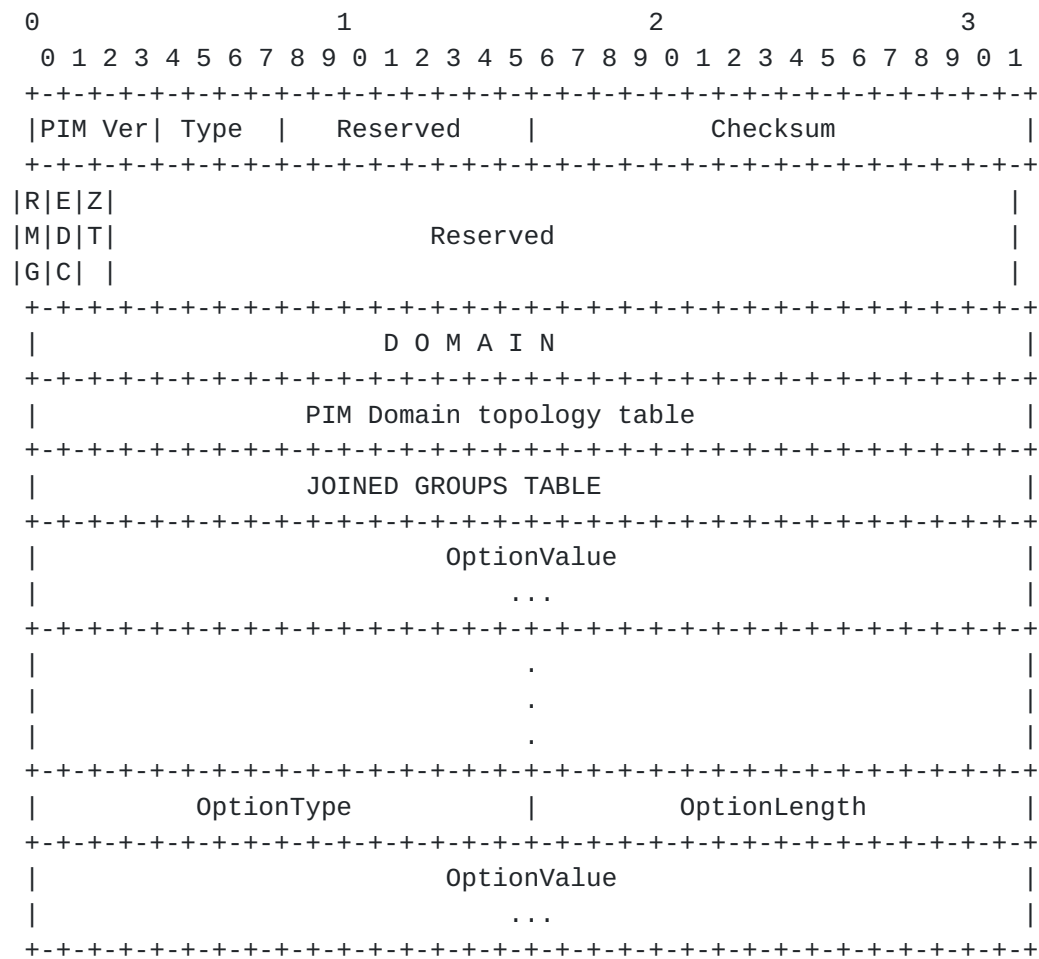 0                   1                   2                   3
 0 1 2 3 4 5 6 7 8 9 0 1 2 3 4 5 6 7 8 9 0 1 2 3 4 5 6 7 8 9 0 1
+-+-+-+-+-+-+-+-+-+-+-+-+-+-+-+-+-+-+-+-+-+-+-+-+-+-+-+-+-+-+-+-+
|PIM Ver| Type  |   Reserved    |           Checksum            |
+-+-+-+-+-+-+-+-+-+-+-+-+-+-+-+-+-+-+-+-+-+-+-+-+-+-+-+-+-+-+-+-+
|R|E|Z|                                                         |
|M|D|T|                    Reserved                             |
|G|C| |                                                         |
+-+-+-+-+-+-+-+-+-+-+-+-+-+-+-+-+-+-+-+-+-+-+-+-+-+-+-+-+-+-+-+-+
|                      D O M A I N                              |
+-+-+-+-+-+-+-+-+-+-+-+-+-+-+-+-+-+-+-+-+-+-+-+-+-+-+-+-+-+-+-+-+
|                 PIM Domain topology table                     |
+-+-+-+-+-+-+-+-+-+-+-+-+-+-+-+-+-+-+-+-+-+-+-+-+-+-+-+-+-+-+-+-+
|                 JOINED GROUPS TABLE                           |
+-+-+-+-+-+-+-+-+-+-+-+-+-+-+-+-+-+-+-+-+-+-+-+-+-+-+-+-+-+-+-+-+
|                          OptionValue                          |
|                              ...                              |
+-+-+-+-+-+-+-+-+-+-+-+-+-+-+-+-+-+-+-+-+-+-+-+-+-+-+-+-+-+-+-+-+
|                               .                               |
|                               .                               |
|                               .                               |
+-+-+-+-+-+-+-+-+-+-+-+-+-+-+-+-+-+-+-+-+-+-+-+-+-+-+-+-+-+-+-+-+
|          OptionType           |         OptionLength          |
+-+-+-+-+-+-+-+-+-+-+-+-+-+-+-+-+-+-+-+-+-+-+-+-+-+-+-+-+-+-+-+-+
|                          OptionValue                          |
|                              ...                              |
+-+-+-+-+-+-+-+-+-+-+-+-+-+-+-+-+-+-+-+-+-+-+-+-+-+-+-+-+-+-+-+-+